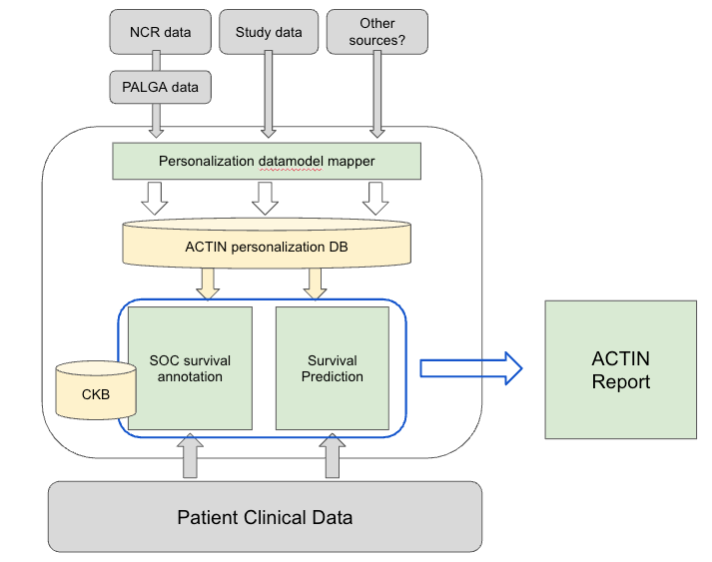 NCR data
Study data
Other
sources?
PALGA data
Personalization datamodel mapper
ACTIN personalization DB
SOC survival
annotation
Survival
Prediction
CKB
ACTIN
Report
Patient Clinical Data